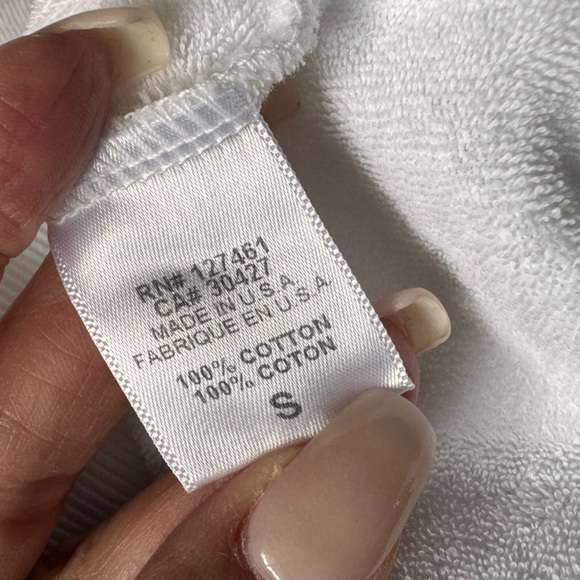 RN# 127461
CA# 30427
MADE IN U.S.A.
FABRIQUE EN U.S.A.
100% COTTON
100% COTON
S